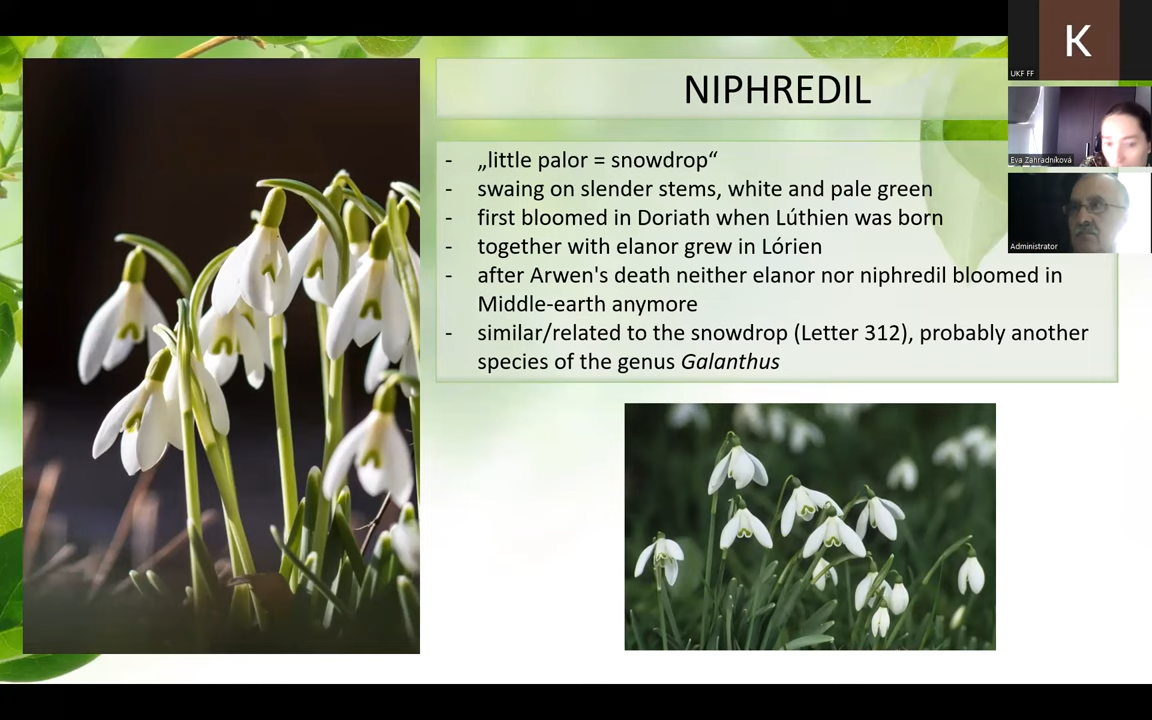 NIPHREDIL
- „little palor = snowdrop“
- swaing on slender stems, white and pale green
- first bloomed in Doriath when Lúthien was born
- together with elanor grew in Lórien
- after Arwen's death neither elanor nor niphredil bloomed in
Middle-earth anymore
- similar/related to the snowdrop (Letter 312), probably another
species of the genus Galanthus
K
UKF FF
Eva Zahradníková
Administrator